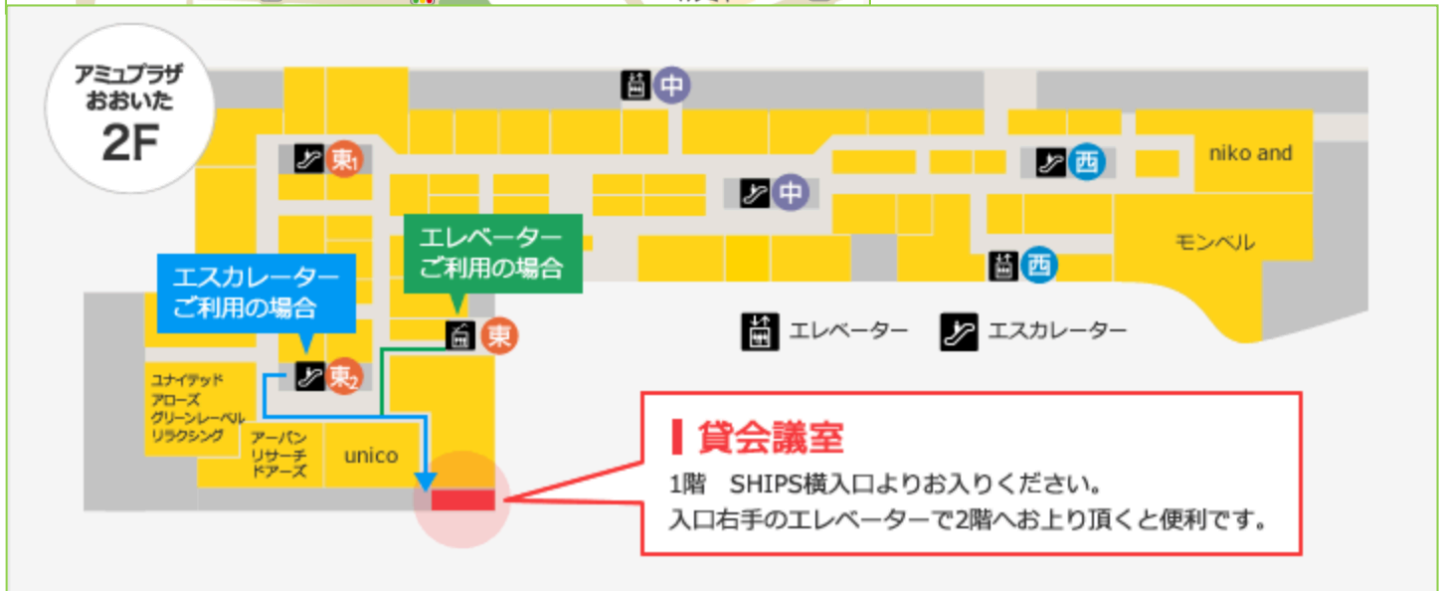 アミュプラザ
おおいた
2F
中
東1
西
niko and
中
エレベーター
ご利用の場合
モンベル
エスカレーター
ご利用の場合
西
東
エレベーター
エスカレーター
東2
ユナイテッド
アローズ
グリーンレーベル
リラクシング
アーバン
リサーチ
ドアーズ
unico
貸会議室
1階　SHIPS横入口よりお入りください。
入口右手のエレベーターで2階へお上り頂くと便利です。